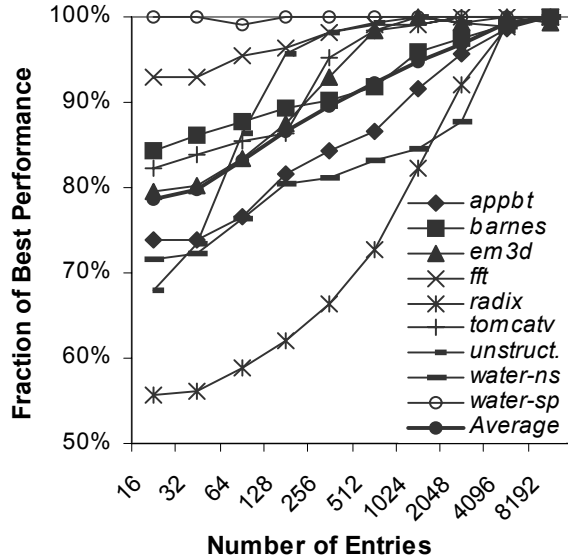 100%
90%
80%
70%
60%
50%
Fraction of Best Performance
appbt
barnes
em3d
fft
radix
tomcatv
unstruct.
water-ns
water-sp
Average
16
32
64
128
256
512
1024
2048
4096
8192
Number of Entries